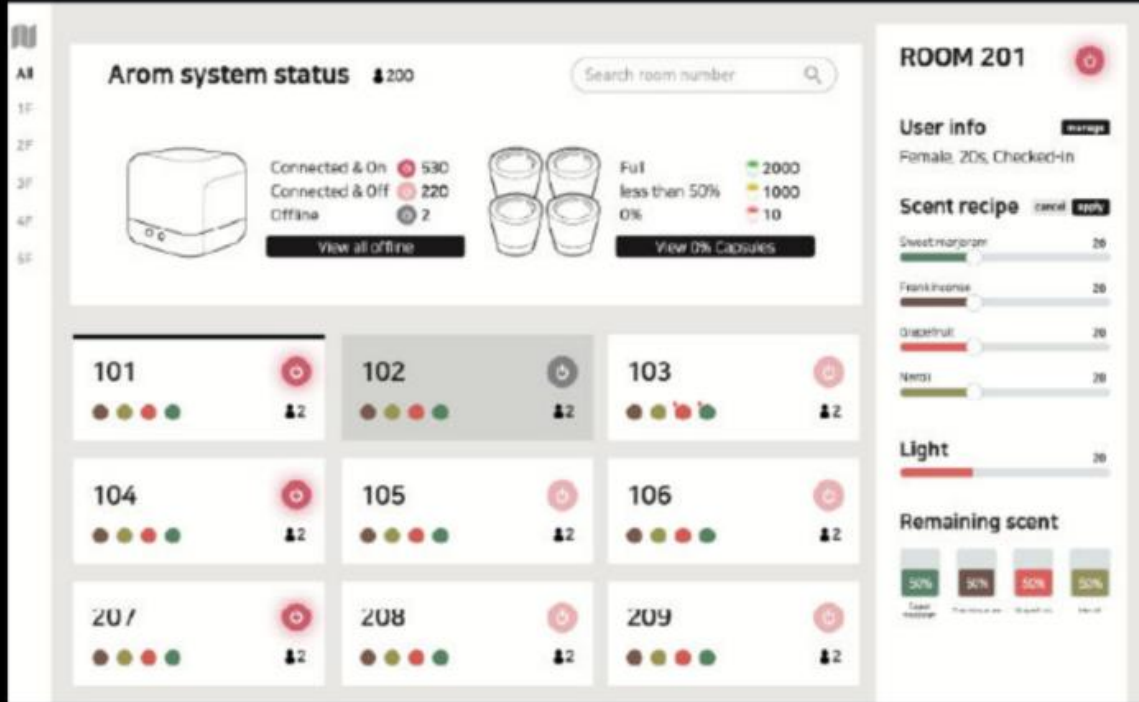 All
1F
2F
3F
4F
Arom system status 200
Search room number
Connected & On 530
Connected & Off 220
Offline 2
View all offline
Full 2000
less than 50% 1000
0% 10
View 0% Capsules
101
2
102
2
103
2
104
2
105
2
106
2
207
2
208
2
209
2
ROOM 201
User info manage
Female, 20s, Checked-in
Scent recipe cancel apply
Sweet marjoram 20
Frankincense 20
Grapefruit 20
Neroli 20
Light 20
Remaining scent
50% 50% 50% 50%